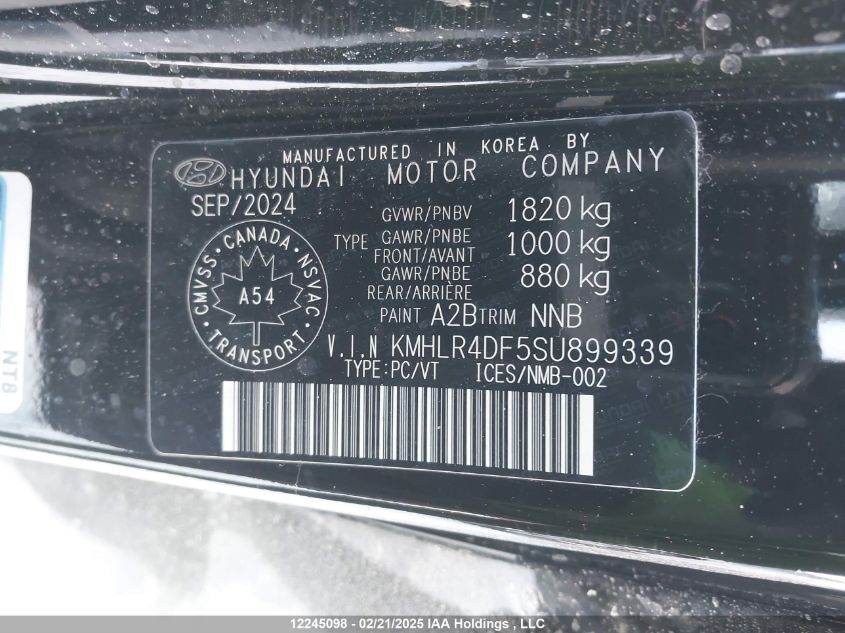 MANUFACTURED IN KOREA BY
HYUNDAI MOTOR COMPANY
SEP/2024
GVWR/PNBV 1820 kg
TYPE GAWR/PNBE FRONT/AVANT 1000 kg
GAWR/PNBE REAR/ARRIÈRE 880 kg
PAINT A2B TRIM NNB
CMVSS • CANADA • NSVAC • TRANSPORT •
A54
V.I.N KMHLR4DF5SU899339
TYPE:PC/VT ICES/NMB-002
NT8
12245098 - 02/21/2025 IAA Holdings , LLC